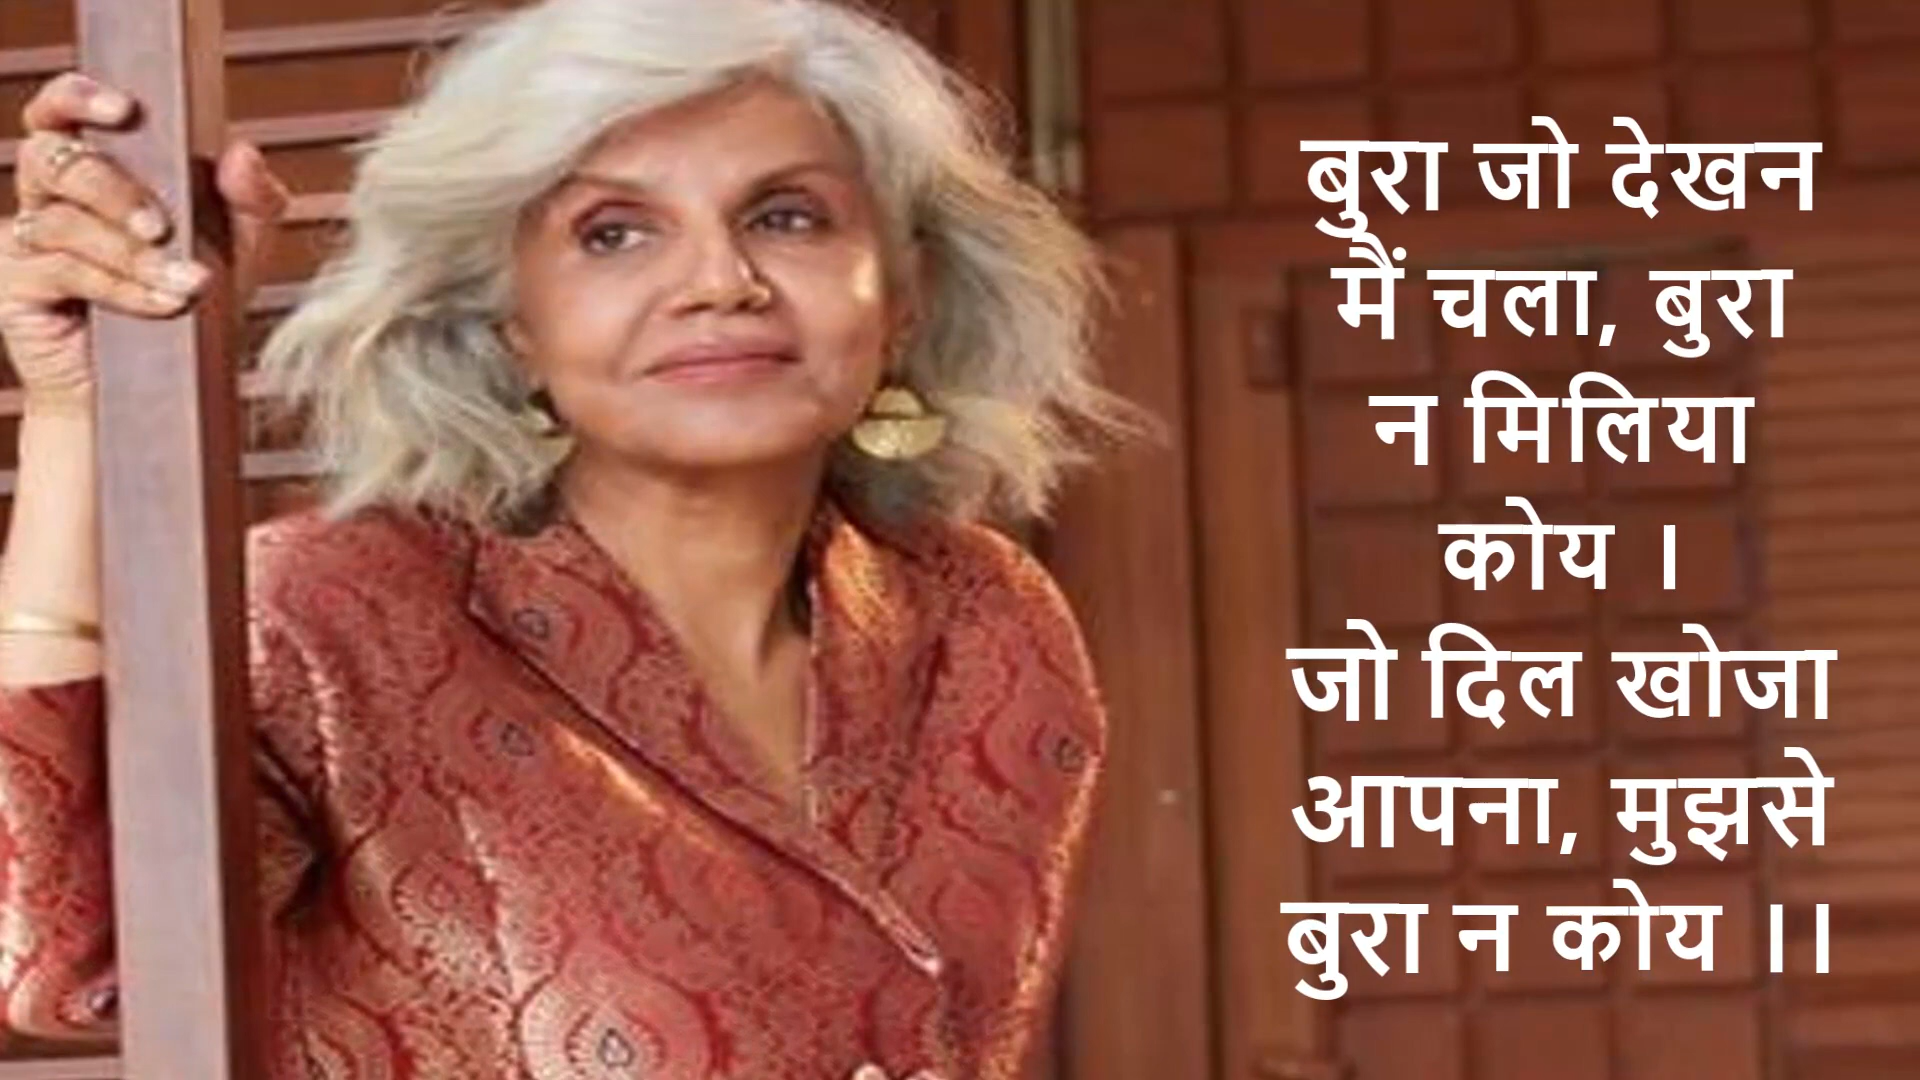 बुरा जो देखन
मैं चला, बुरा
न मिलिया
कोय ।
जो दिल खोजा
आपना, मुझसे
बुरा न कोय ।।